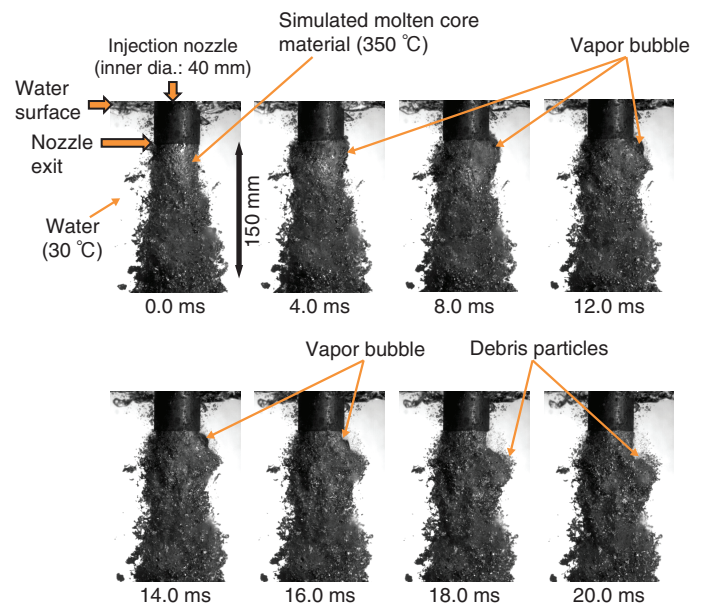 Simulated molten core
material (350 ℃)
Injection nozzle
(inner dia.: 40 mm)
Vapor bubble
Water
surface
Nozzle
exit
150 mm
Water
(30 ℃)
0.0 ms
4.0 ms
8.0 ms
12.0 ms
Vapor bubble
Debris particles
14.0 ms
16.0 ms
18.0 ms
20.0 ms